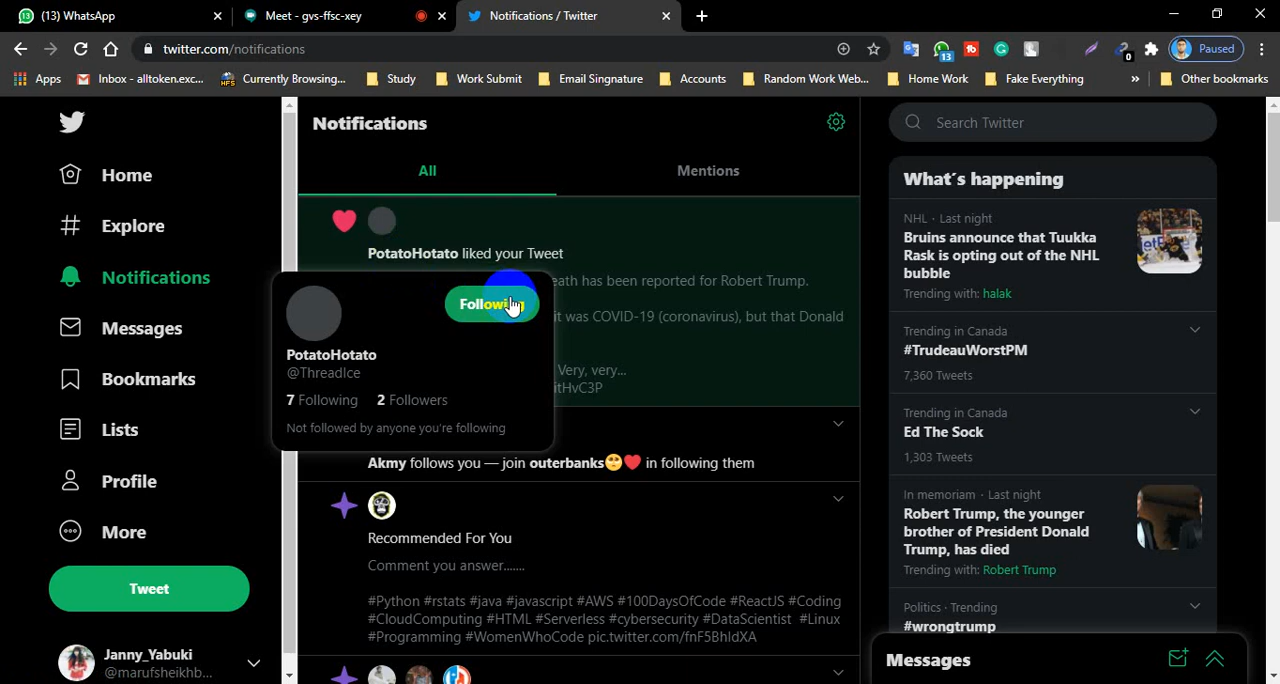 (13) WhatsApp
Meet - gvs-ffsc-xey
Notifications / Twitter
twitter.com/notifications
13
0
Paused
Apps
Inbox - alltoken.exc...
Currently Browsing...
Study
Work Submit
Email Singnature
Accounts
Random Work Web...
Home Work
Fake Everything
»
Other bookmarks
Home
Explore
Notifications
Messages
Bookmarks
Lists
Profile
More
Tweet
Janny_Yabuki
@marufsheikhb...
Notifications
All
Mentions
PotatoHotato liked your Tweet
eath has been reported for Robert Trump.
it was COVID-19 (coronavirus), but that Donald
Very, very...
itHvC3P
Following
PotatoHotato
@ThreadIce
7 Following 2 Followers
Not followed by anyone you're following
Akmy follows you — join outerbanks🥺❤️ in following them
Recommended For You
Comment you answer.......
#Python #rstats #java #javascript #AWS #100DaysOfCode #ReactJS #Coding
#CloudComputing #HTML #Serverless #cybersecurity #DataScientist #Linux
#Programming #WomenWhoCode pic.twitter.com/fnF5BhIdXA
Search Twitter
What's happening
NHL · Last night
Bruins announce that Tuukka
Rask is opting out of the NHL
bubble
Trending with: halak
Trending in Canada
#TrudeauWorstPM
7,360 Tweets
Trending in Canada
Ed The Sock
1,303 Tweets
In memoriam · Last night
Robert Trump, the younger
brother of President Donald
Trump, has died
Trending with: Robert Trump
Politics · Trending
#wrongtrump
Messages